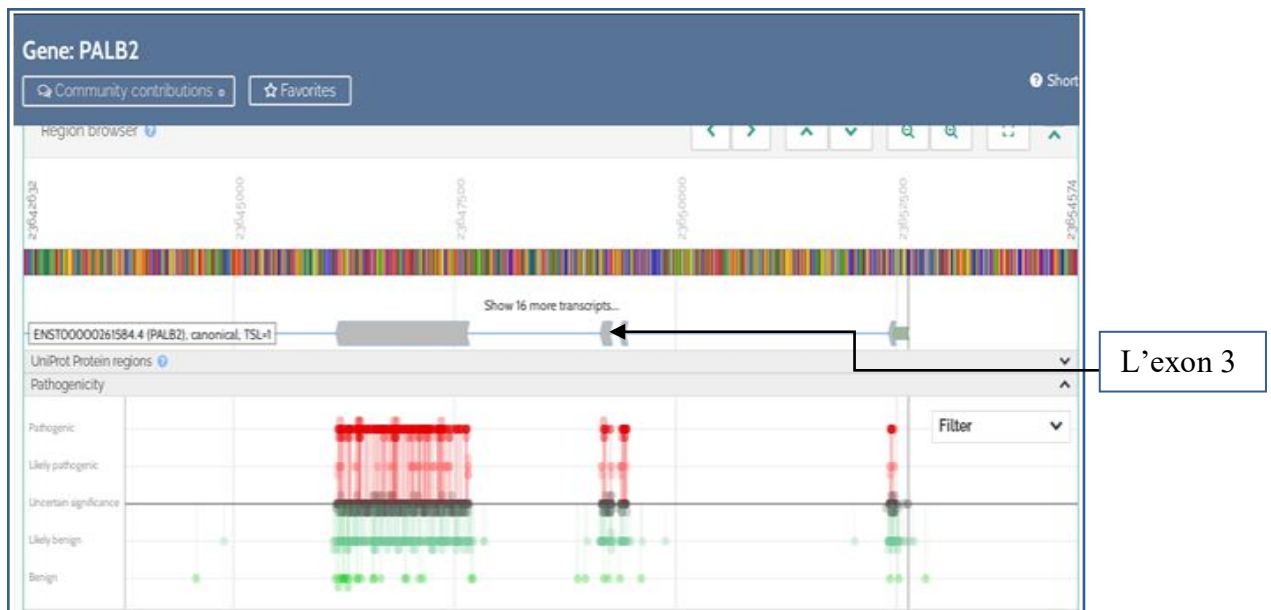 Gene: PALB2
Community contributions 0
Favorites
Short
Region browser
23642632
23645000
23647500
23650000
23652500
23654574
Show 16 more transcripts...
ENST00000261584.4 (PALB2), canonical, TSL=1
UniProt Protein regions
Pathogenicity
L’exon 3
Pathogenic
Filter
Likely pathogenic
Uncertain significance
Likely benign
Benign